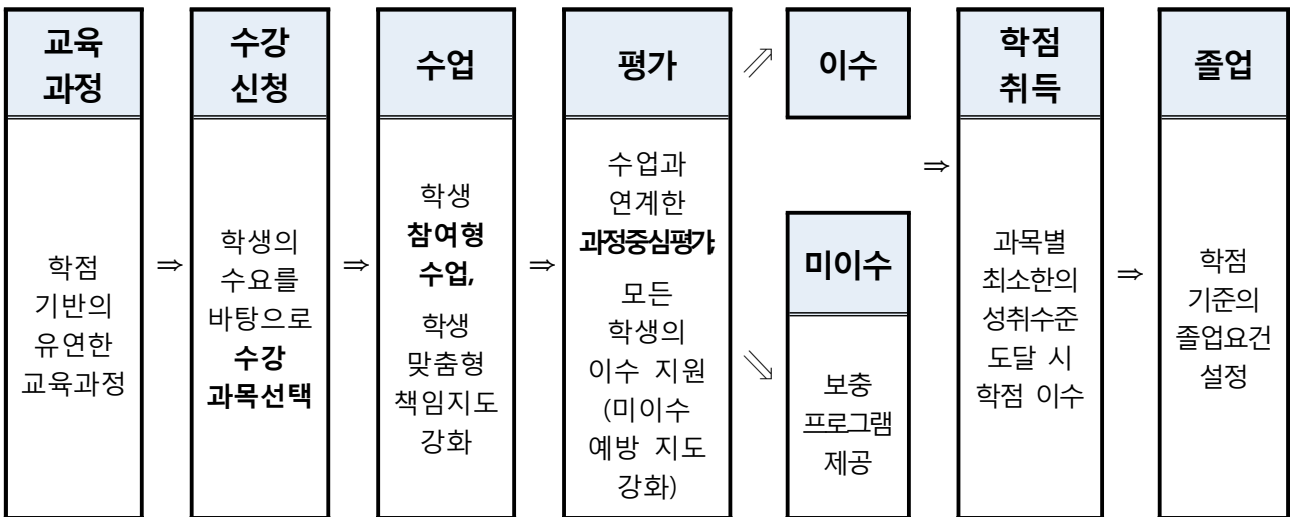 교육
과정
학점
기반의
유연한
교육과정
⇒
수강
신청
학생의
수요를
바탕으로
수강
과목선택
⇒
수업
학생
참여형
수업,
학생
맞춤형
책임지도
강화
⇒
평가
수업과
연계한
과정중심평가,
모든
학생의
이수 지원
(미이수
예방 지도
강화)
⇗
이수
⇘
미이수
보충
프로그램
제공
⇒
학점
취득
과목별
최소한의
성취수준
도달 시
학점 이수
⇒
졸업
학점
기준의
졸업요건
설정